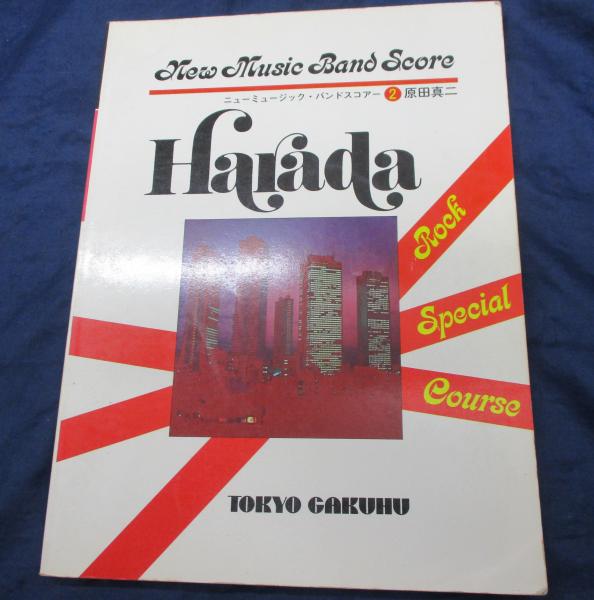 New Music Band Score
ニューミュージック・バンドスコアー 2 原田真二
Harada
Rock
Special
Course
TOKYO GAKUHU